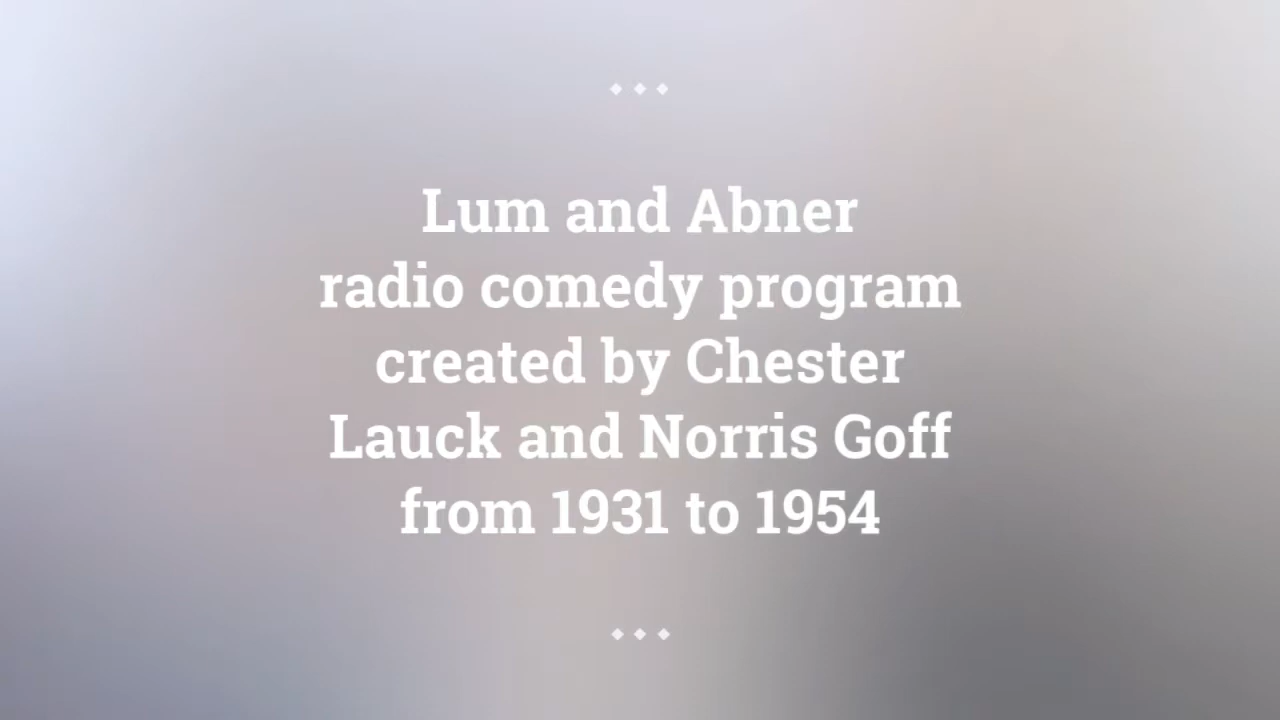 Lum and Abner
radio comedy program
created by Chester
Lauck and Norris Goff
from 1931 to 1954